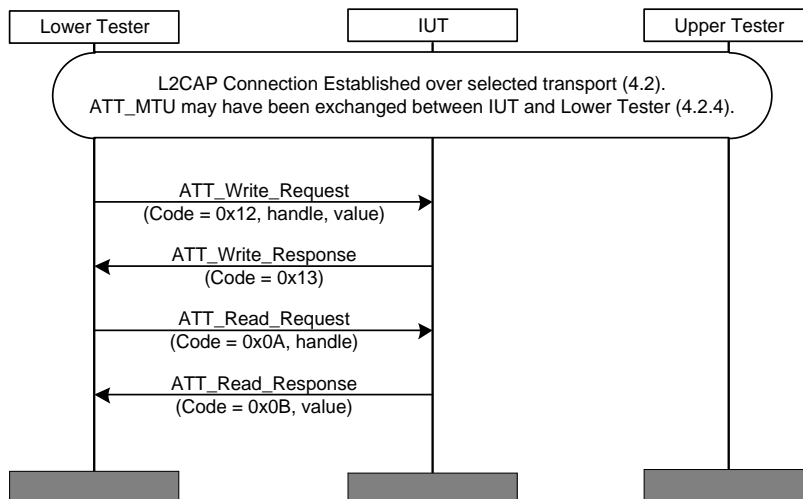 Lower Tester
IUT
Upper Tester
L2CAP Connection Established over selected transport (4.2).
ATT_MTU may have been exchanged between IUT and Lower Tester (4.2.4).
ATT_Write_Request
(Code = 0x12, handle, value)
ATT_Write_Response
(Code = 0x13)
ATT_Read_Request
(Code = 0x0A, handle)
ATT_Read_Response
(Code = 0x0B, value)